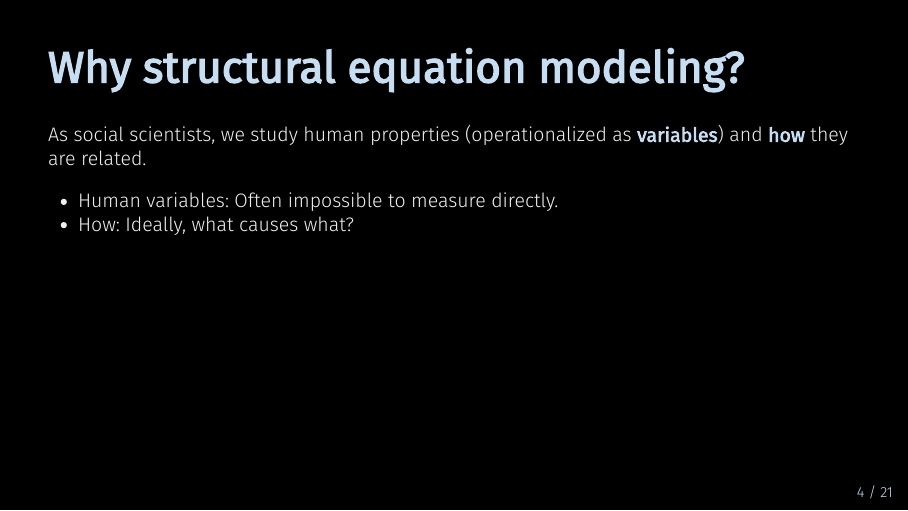 Why structural equation modeling?
As social scientists, we study human properties (operationalized as variables) and how they
are related.
• Human variables: Often impossible to measure directly.
• How: Ideally, what causes what?
4 / 21